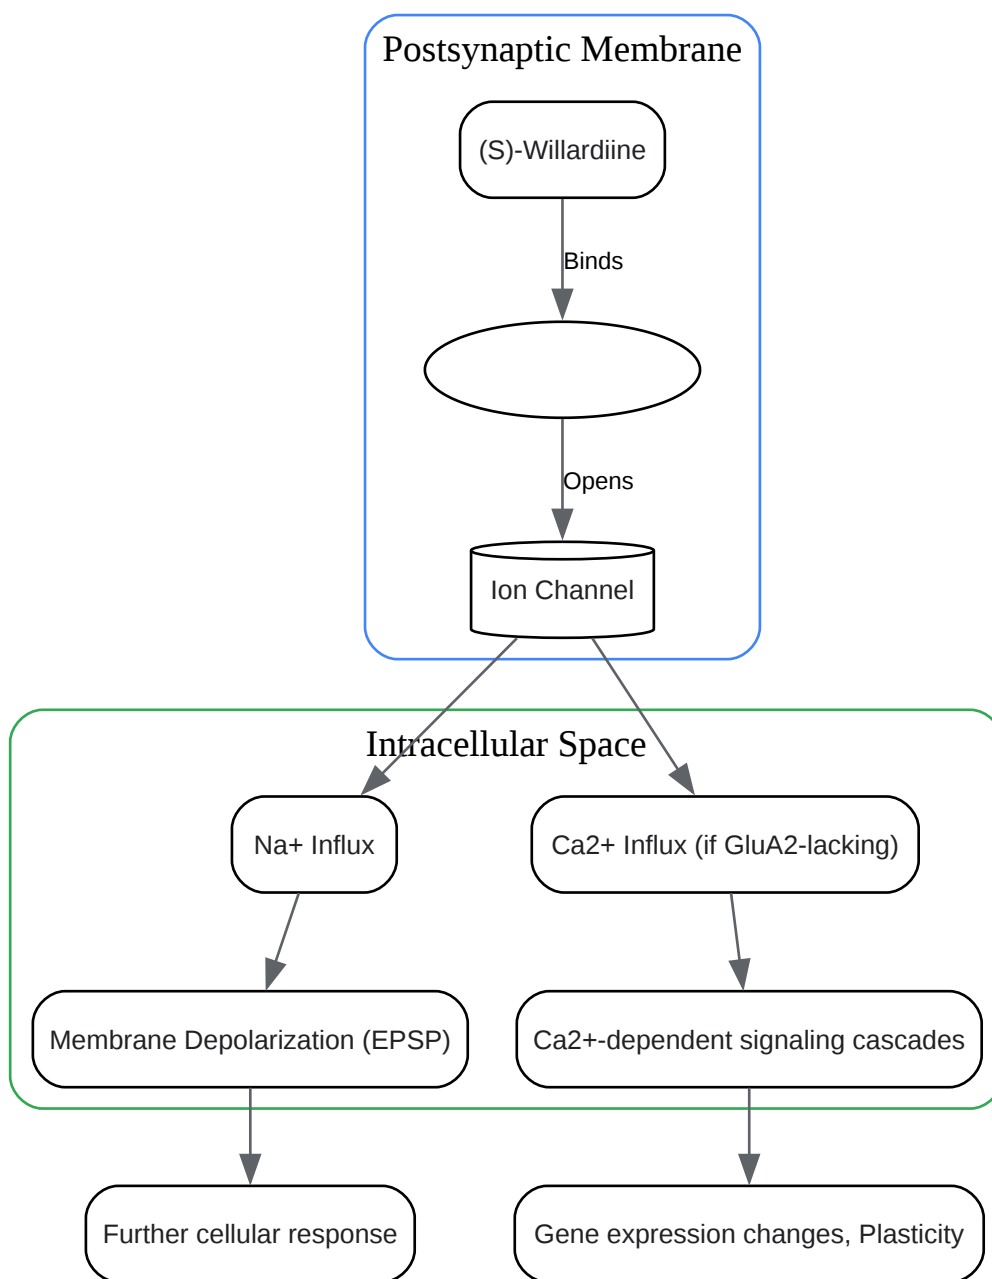 Postsynaptic Membrane
(S)-Willardiine
Binds
Opens
Ion Channel
Intracellular Space
Na+ Influx
Ca2+ Influx (if GluA2-lacking)
Membrane Depolarization (EPSP)
Ca2+-dependent signaling cascades
Further cellular response
Gene expression changes, Plasticity